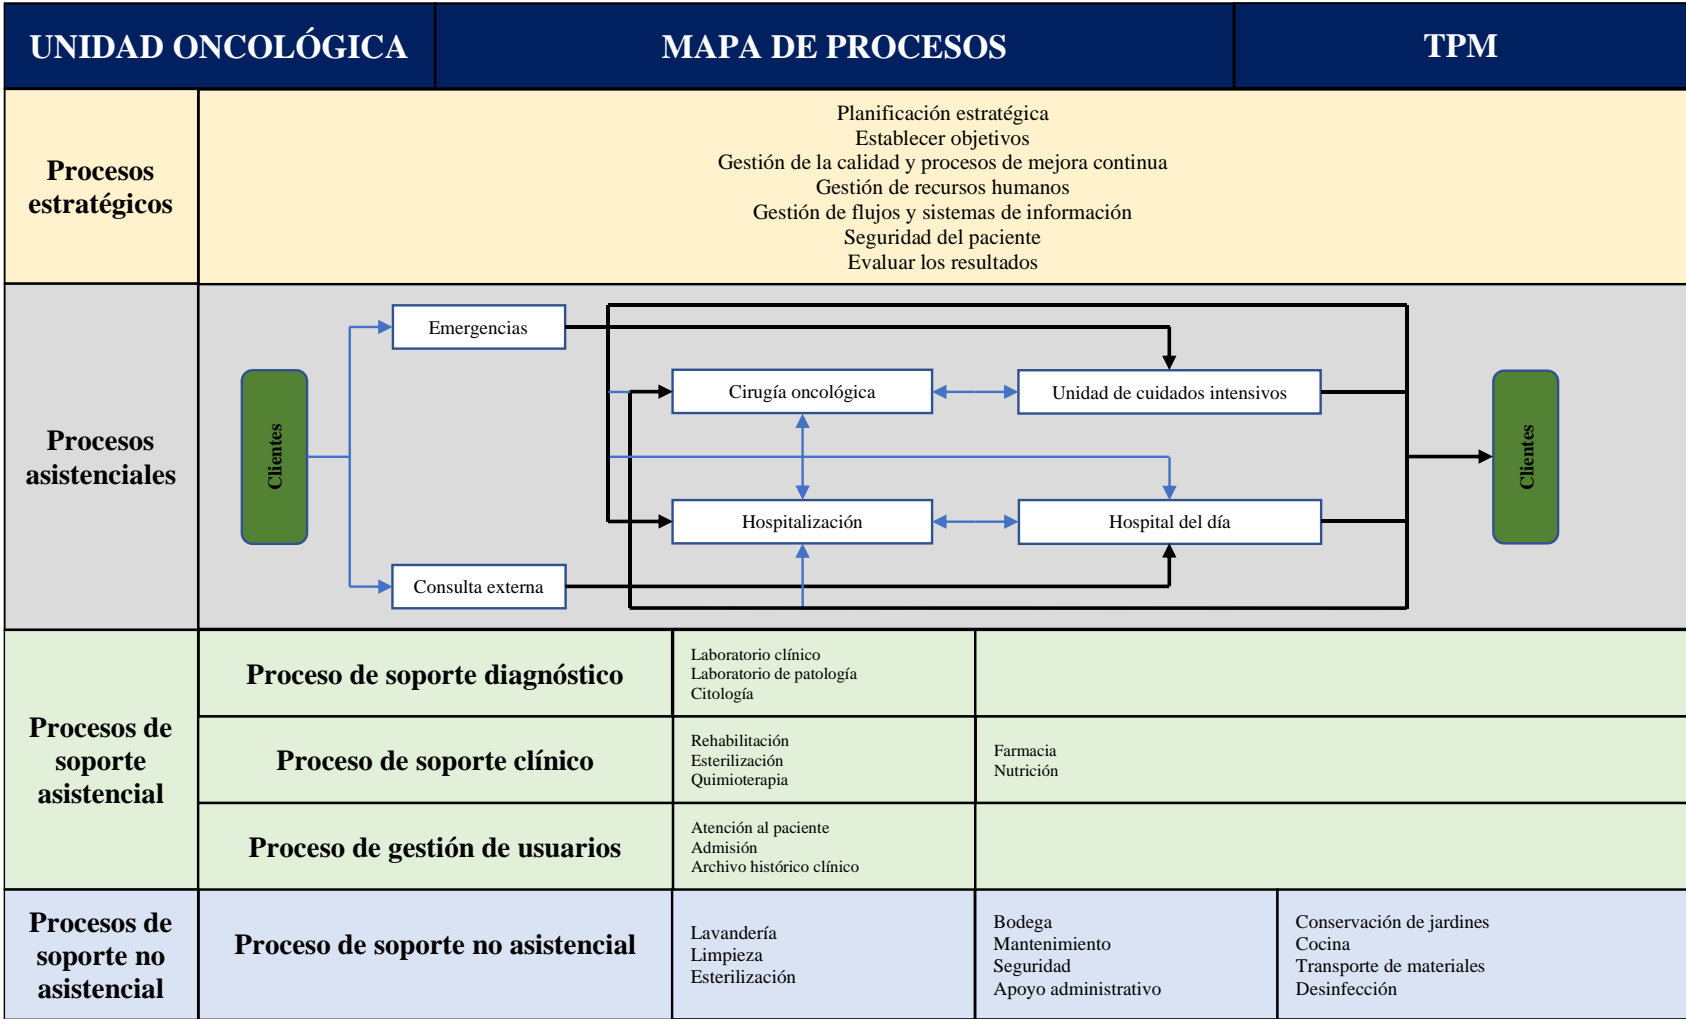 UNIDAD ONCOLÓGICA
MAPA DE PROCESOS
TPM
Procesos
estratégicos
Planificación estratégica
Establecer objetivos
Gestión de la calidad y procesos de mejora continua
Gestión de recursos humanos
Gestión de flujos y sistemas de información
Seguridad del paciente
Evaluar los resultados
Procesos
asistenciales
Clientes
Emergencias
Cirugía oncológica
Unidad de cuidados intensivos
Hospitalización
Hospital del día
Consulta externa
Clientes
Procesos de
soporte
asistencial
Proceso de soporte diagnóstico
Laboratorio clínico
Laboratorio de patología
Citología
Proceso de soporte clínico
Rehabilitación
Esterilización
Quimioterapia
Farmacia
Nutrición
Proceso de gestión de usuarios
Atención al paciente
Admisión
Archivo histórico clínico
Procesos de
soporte no
asistencial
Proceso de soporte no asistencial
Lavandería
Limpieza
Esterilización
Bodega
Mantenimiento
Seguridad
Apoyo administrativo
Conservación de jardines
Cocina
Transporte de materiales
Desinfección